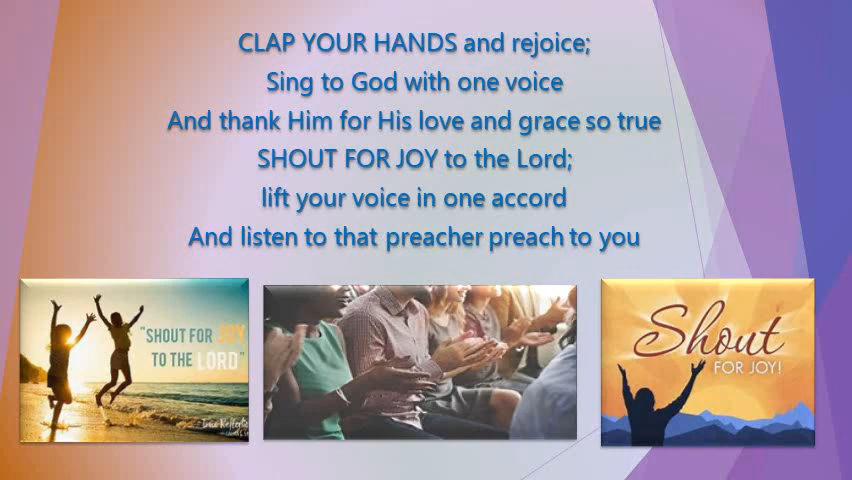 CLAP YOUR HANDS and rejoice;
Sing to God with one voice
And thank Him for His love and grace so true
SHOUT FOR JOY to the Lord;
lift your voice in one accord
And listen to that preacher preach to you
"SHOUT FOR JOY
TO THE LORD"
Shout
FOR JOY!